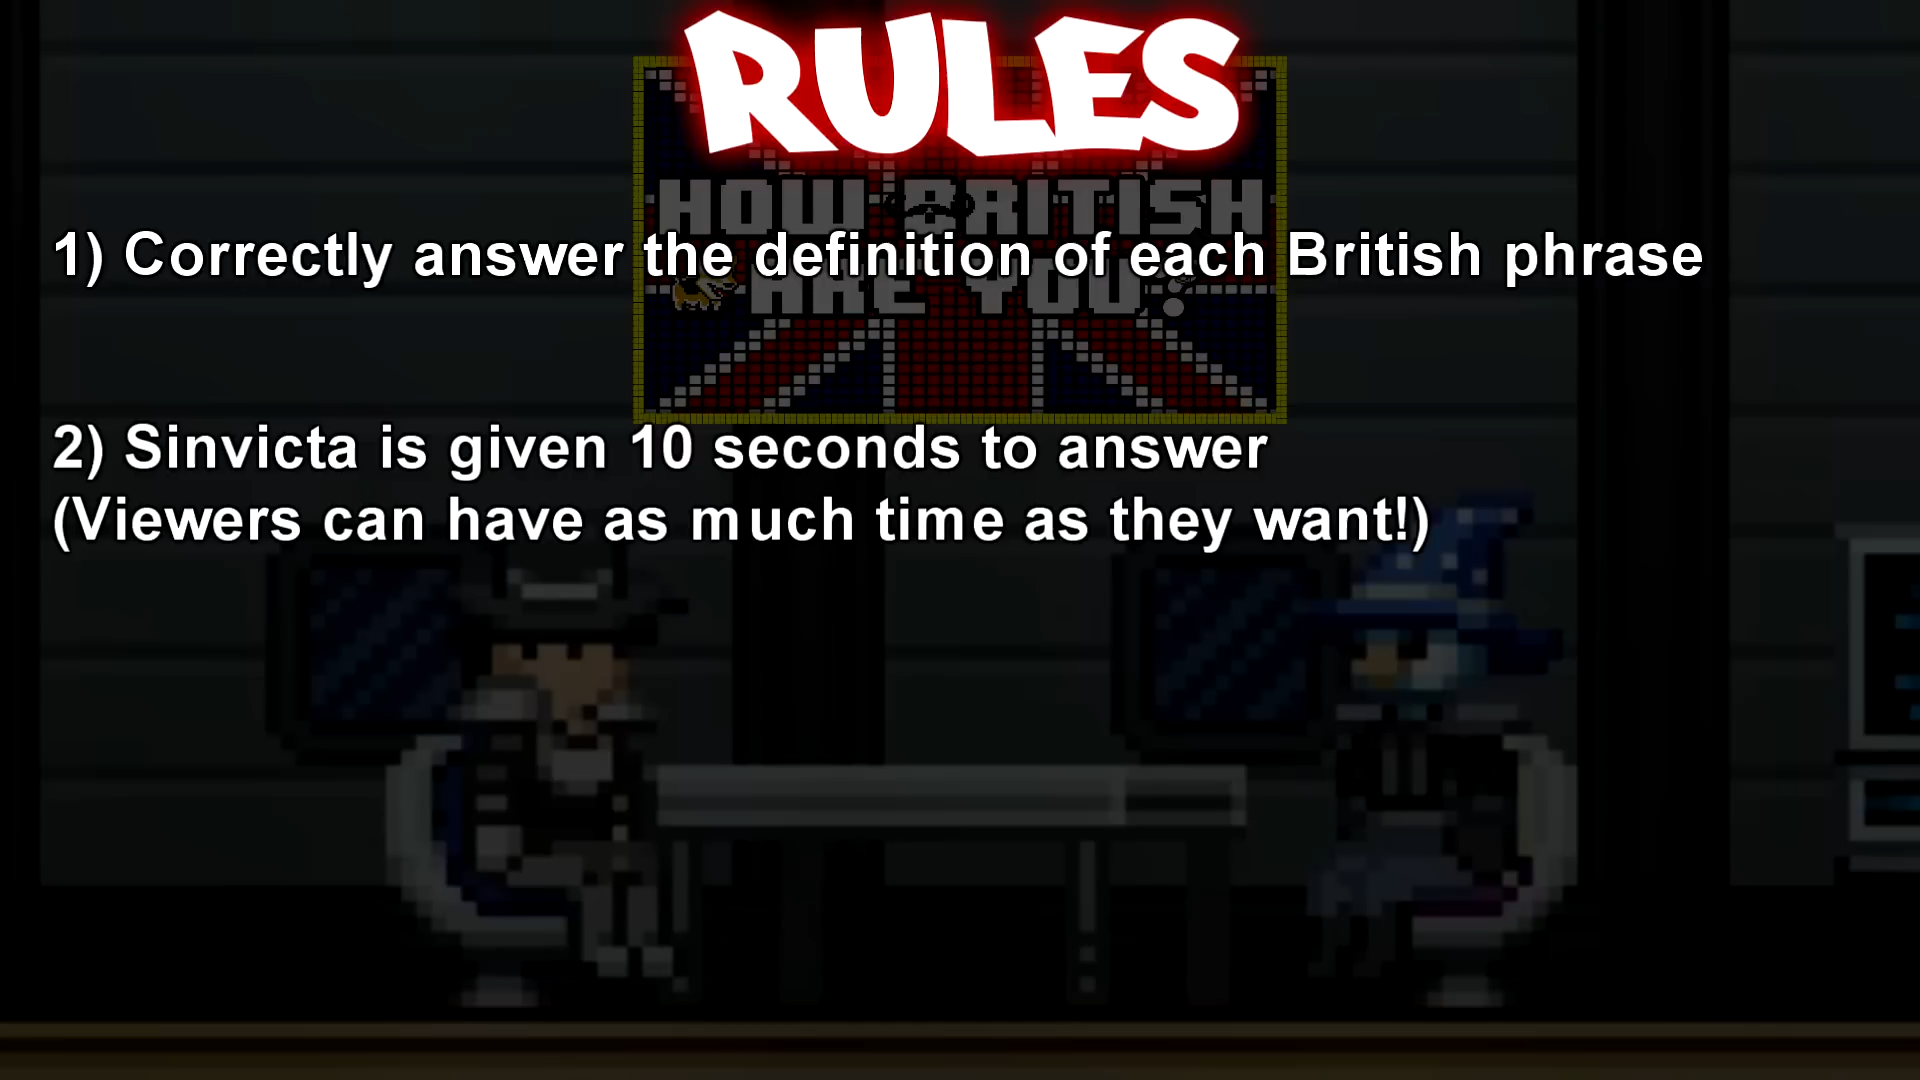 RULES
HOW BRITISH
ARE YOU?
1) Correctly answer the definition of each British phrase
2) Sinvicta is given 10 seconds to answer
(Viewers can have as much time as they want!)